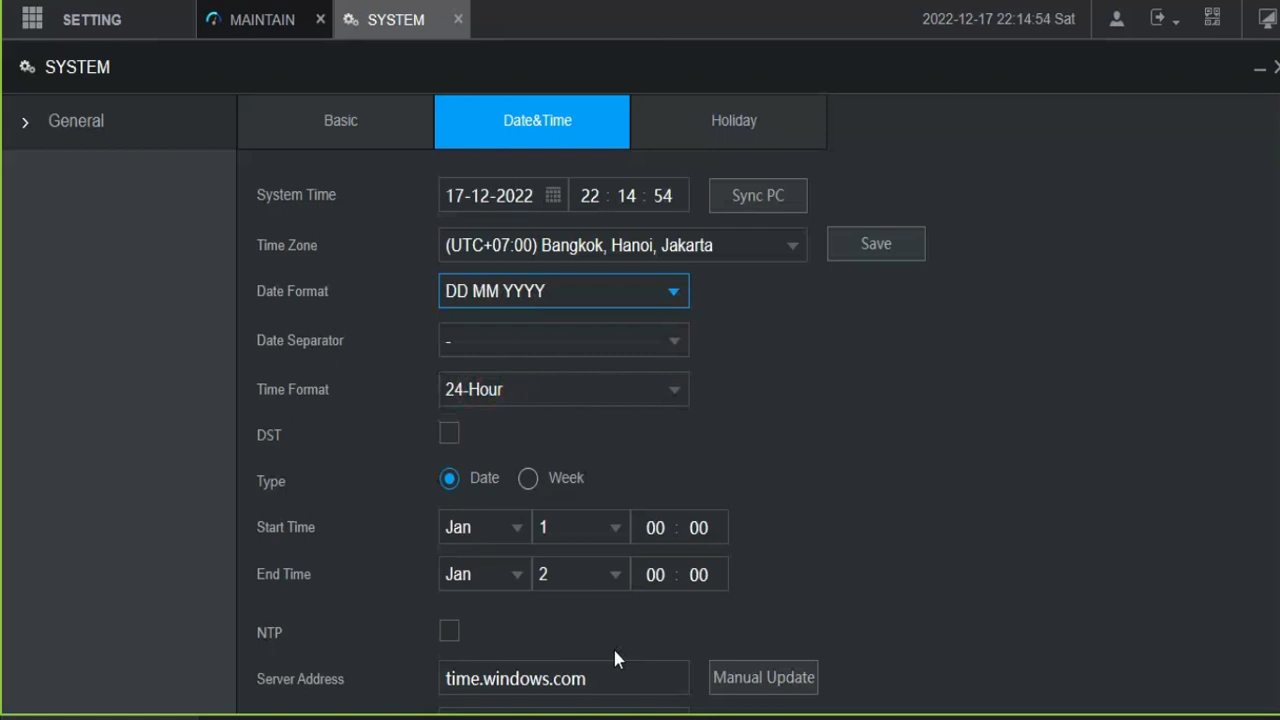 SETTING MAINTAIN × SYSTEM × 2022-12-17 22:14:54 Sat
SYSTEM
General Basic Date&Time Holiday
System Time 17-12-2022 22 : 14 : 54 Sync PC
Time Zone (UTC+07:00) Bangkok, Hanoi, Jakarta Save
Date Format DD MM YYYY
Date Separator -
Time Format 24-Hour
DST
Type Date Week
Start Time Jan 1 00 : 00
End Time Jan 2 00 : 00
NTP
Server Address time.windows.com Manual Update